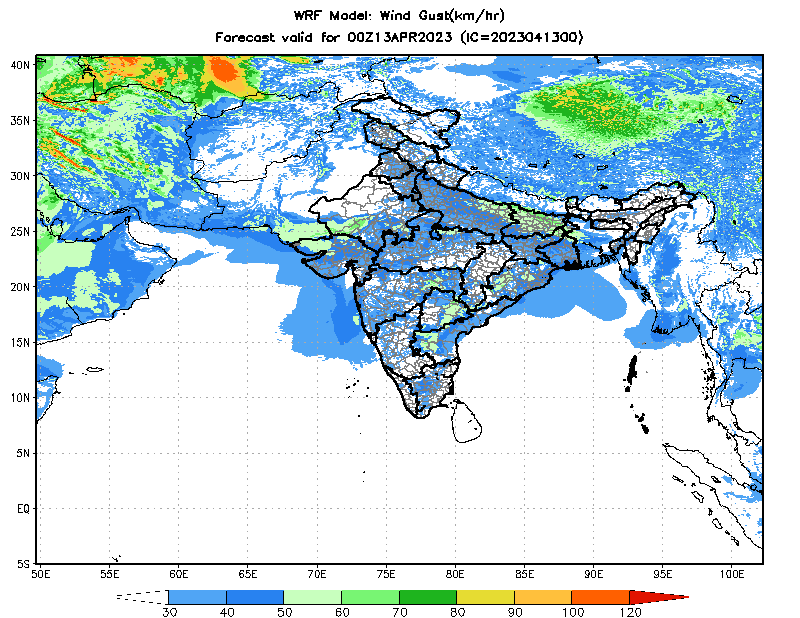 WRF Model: Wind Gust(km/hr)
Forecast valid for 00Z13APR2023 (IC=2023041300)
40N
35N
30N
25N
20N
15N
10N
5N
EQ
5S
50E 55E 60E 65E 70E 75E 80E 85E 90E 95E 100E
30 40 50 60 70 80 90 100 120